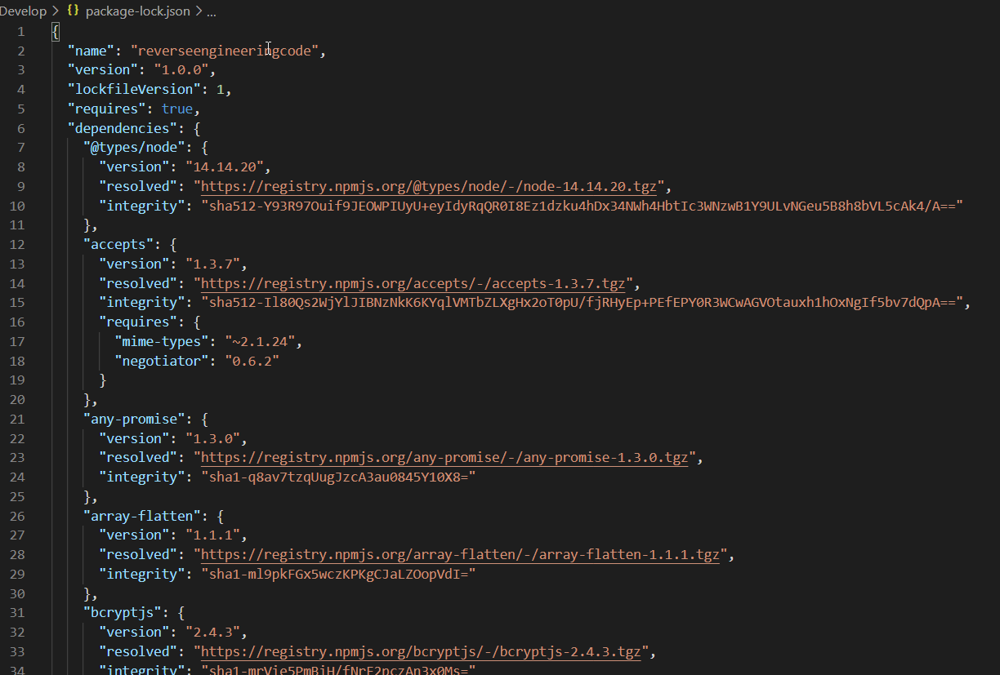 Develop > {} package-lock.json > ...
1 {
2 "name": "reverseengineeringcode",
3 "version": "1.0.0",
4 "lockfileVersion": 1,
5 "requires": true,
6 "dependencies": {
7 "@types/node": {
8 "version": "14.14.20",
9 "resolved": "https://registry.npmjs.org/@types/node/-/node-14.14.20.tgz",
10 "integrity": "sha512-Y93R97Ouif9JEOWPIUyU+eyIdyRqQR0I8Ez1dzku4hDx34NWh4HbtIc3WNzwB1Y9ULvNGeu5B8h8bVL5cAk4/A=="
11 },
12 "accepts": {
13 "version": "1.3.7",
14 "resolved": "https://registry.npmjs.org/accepts/-/accepts-1.3.7.tgz",
15 "integrity": "sha512-Il80Qs2WjYlJIBNzNkK6KYqlVMTbZLXgHx2oT0pU/fjRHyEp+PEfEPY0R3WCwAGVOtauxh1hOxNgIf5bv7dQpA==",
16 "requires": {
17 "mime-types": "~2.1.24",
18 "negotiator": "0.6.2"
19 }
20 },
21 "any-promise": {
22 "version": "1.3.0",
23 "resolved": "https://registry.npmjs.org/any-promise/-/any-promise-1.3.0.tgz",
24 "integrity": "sha1-q8av7tzqUugJzcA3au0845Y10X8="
25 },
26 "array-flatten": {
27 "version": "1.1.1",
28 "resolved": "https://registry.npmjs.org/array-flatten/-/array-flatten-1.1.1.tgz",
29 "integrity": "sha1-ml9pkFGx5wczKPKgCJaLZOopVdI="
30 },
31 "bcryptjs": {
32 "version": "2.4.3",
33 "resolved": "https://registry.npmjs.org/bcryptjs/-/bcryptjs-2.4.3.tgz",
34 "integrity": "sha1-mrVie5PmBiH/fNrF2pczAn3x0Ms="